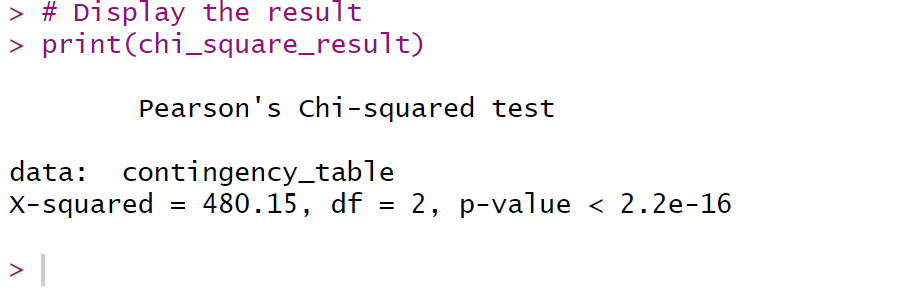 > # Display the result
> print(chi_square_result)
Pearson's Chi-squared test
data:  contingency_table
X-squared = 480.15, df = 2, p-value < 2.2e-16
>